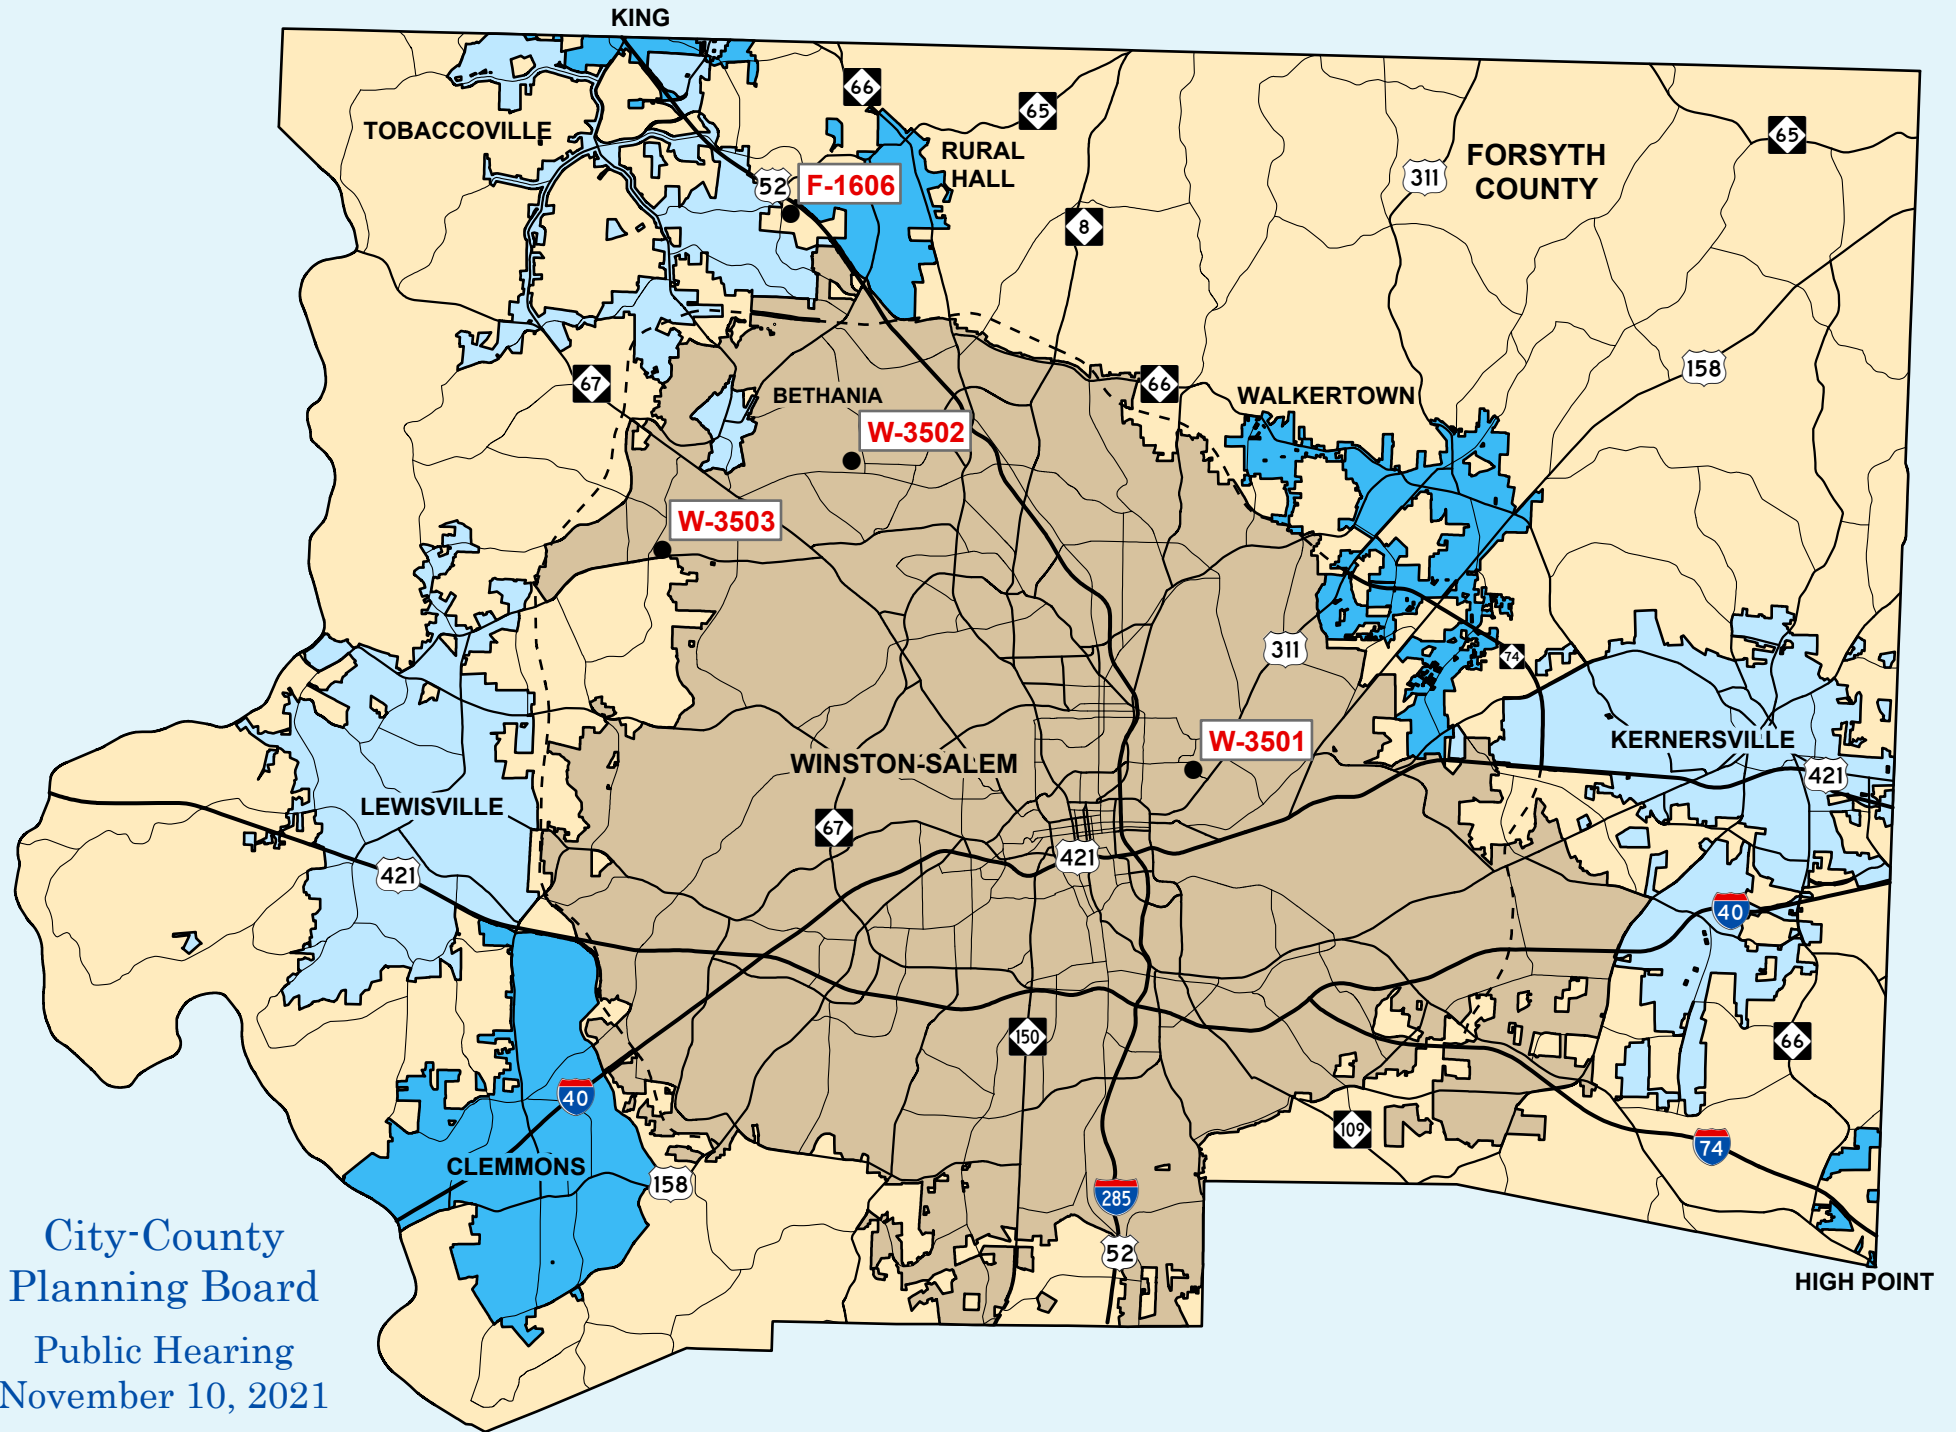 KING
66
65
TOBACCOVILLE
RURAL
HALL
65
FORSYTH
COUNTY
311
52
F-1606
8
158
67
BETHANIA
66
WALKERTOWN
W-3502
W-3503
311
74
W-3501
KERNERSVILLE
WINSTON-SALEM
421
LEWISVILLE
67
421
421
40
150
66
40
109
74
CLEMMONS
158
285
52
HIGH POINT
City-County
Planning Board
Public Hearing
November 10, 2021